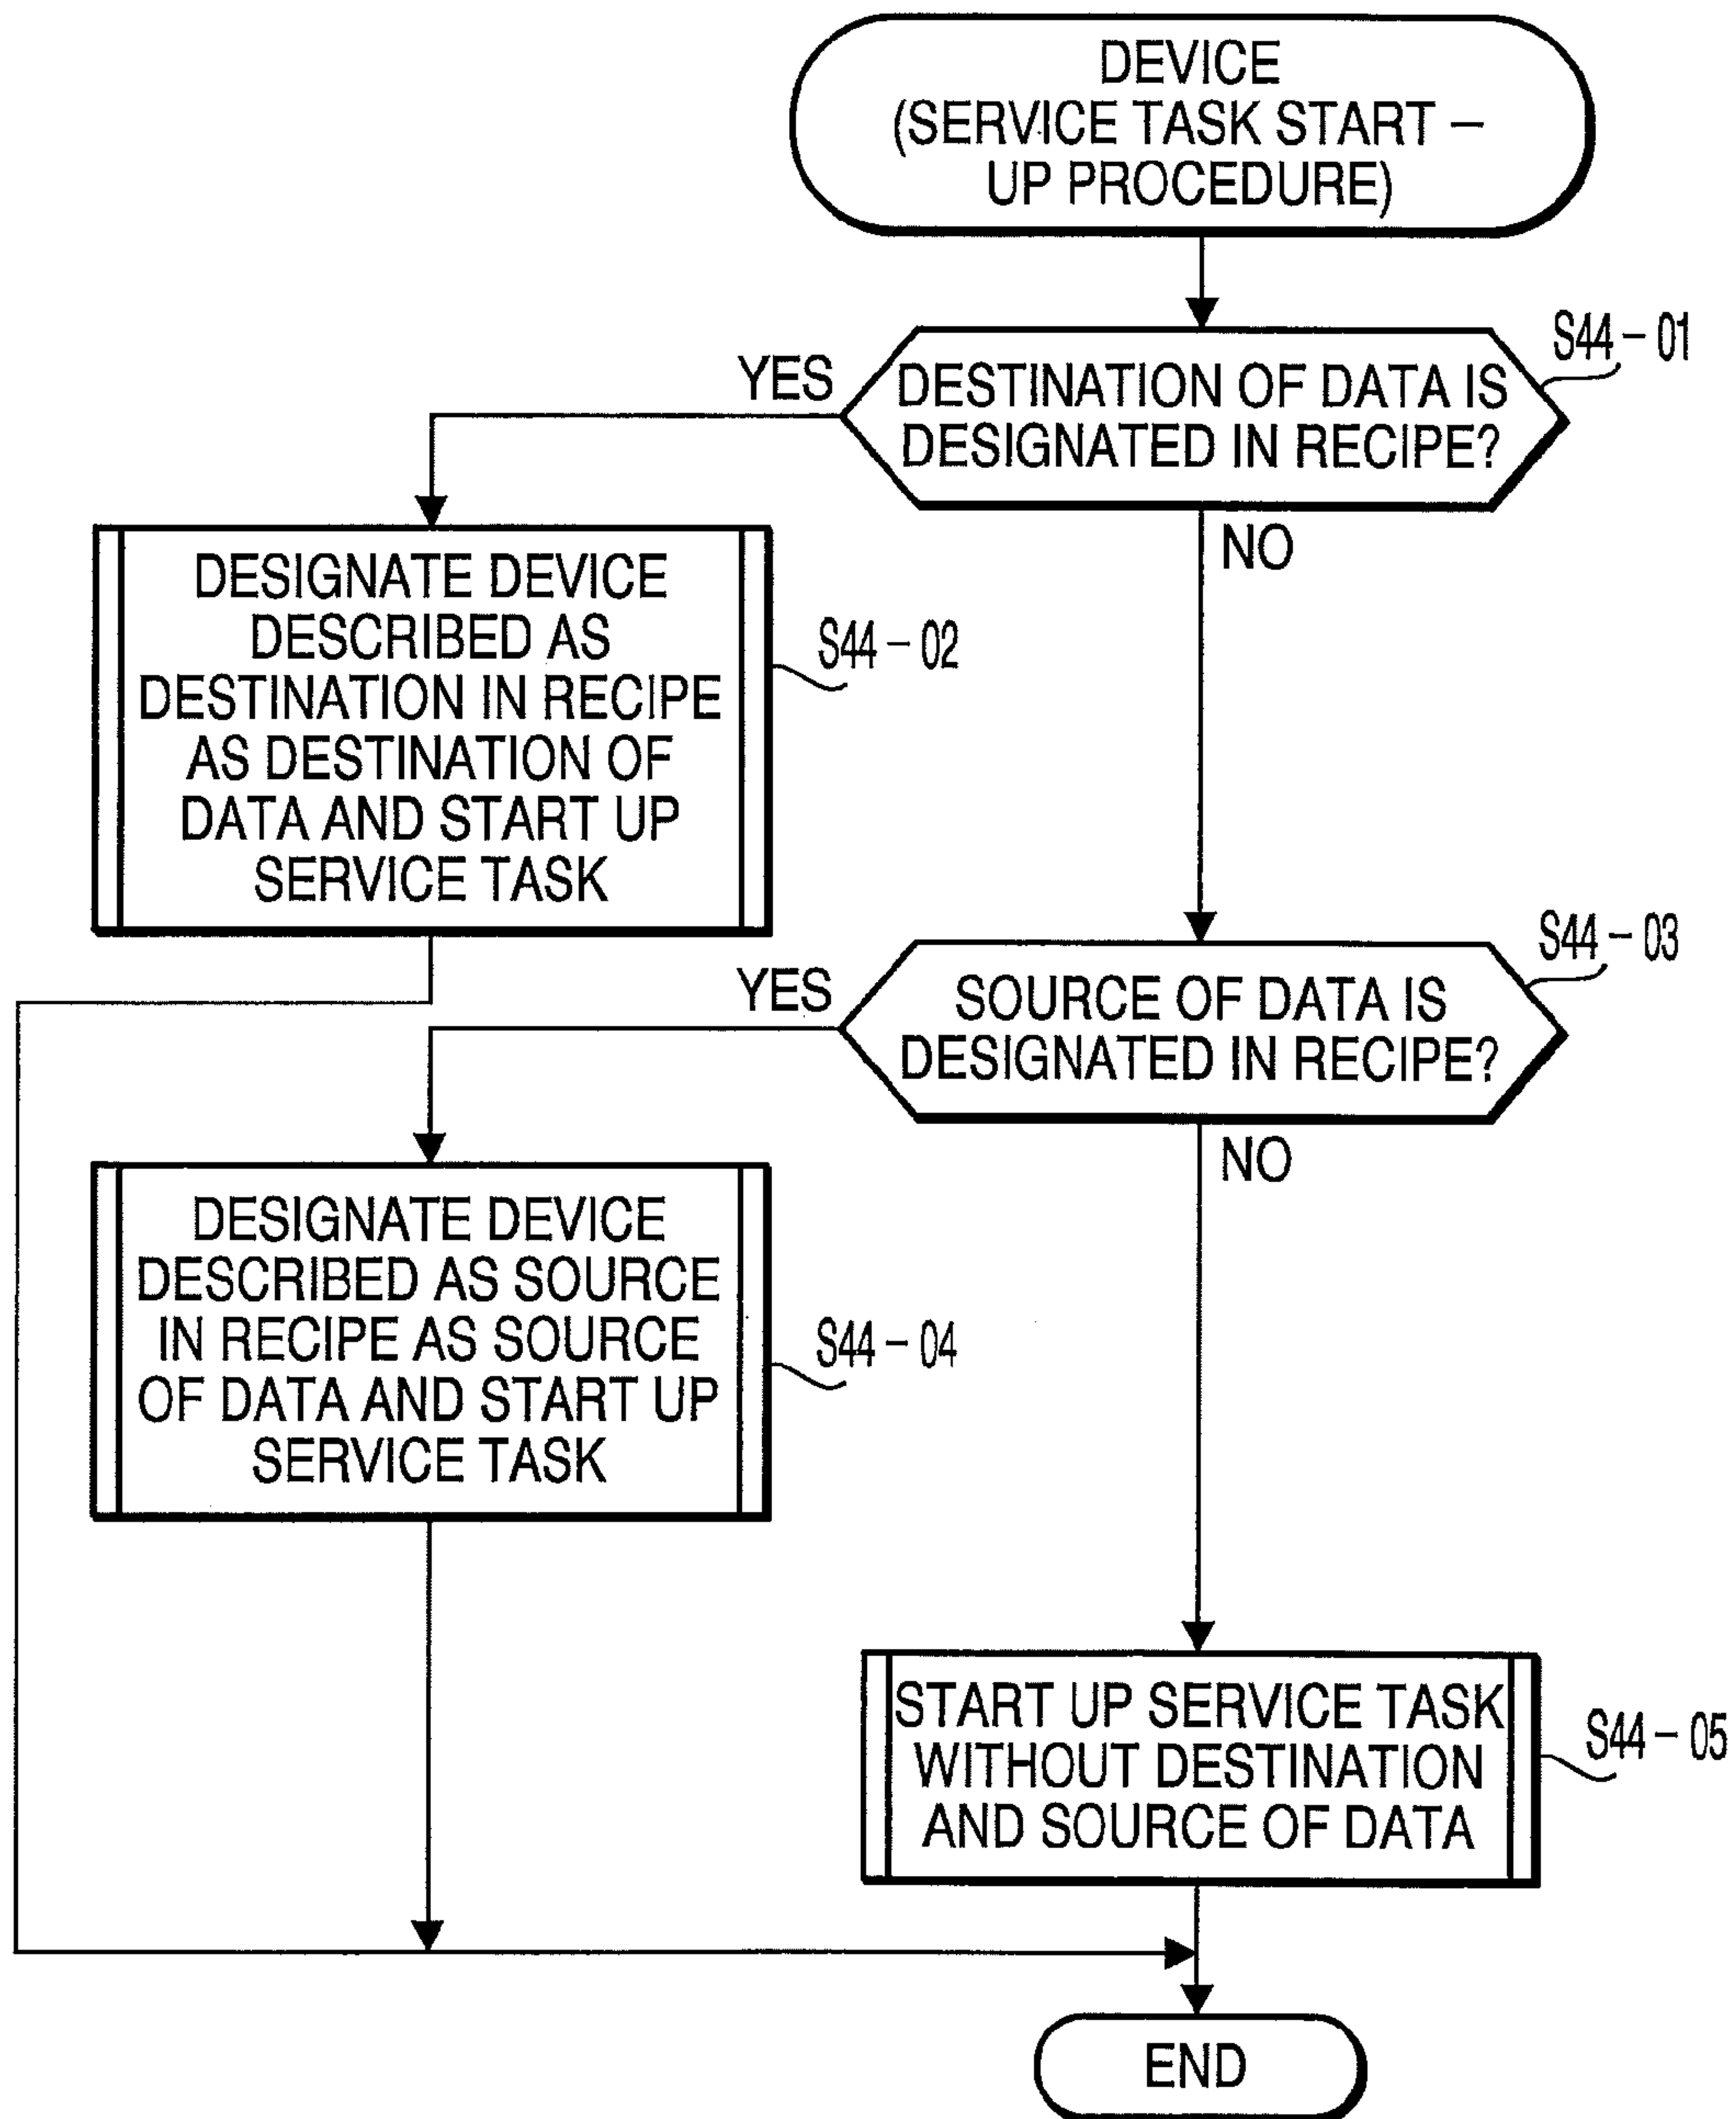 DEVICE
(SERVICE TASK START –
UP PROCEDURE)
S44 – 01
YES
DESTINATION OF DATA IS
DESIGNATED IN RECIPE?
NO
DESIGNATE DEVICE
DESCRIBED AS
DESTINATION IN RECIPE
AS DESTINATION OF
DATA AND START UP
SERVICE TASK
S44 – 02
S44 – 03
YES
SOURCE OF DATA IS
DESIGNATED IN RECIPE?
NO
DESIGNATE DEVICE
DESCRIBED AS SOURCE
IN RECIPE AS SOURCE
OF DATA AND START UP
SERVICE TASK
S44 – 04
START UP SERVICE TASK
WITHOUT DESTINATION
AND SOURCE OF DATA
S44 – 05
END